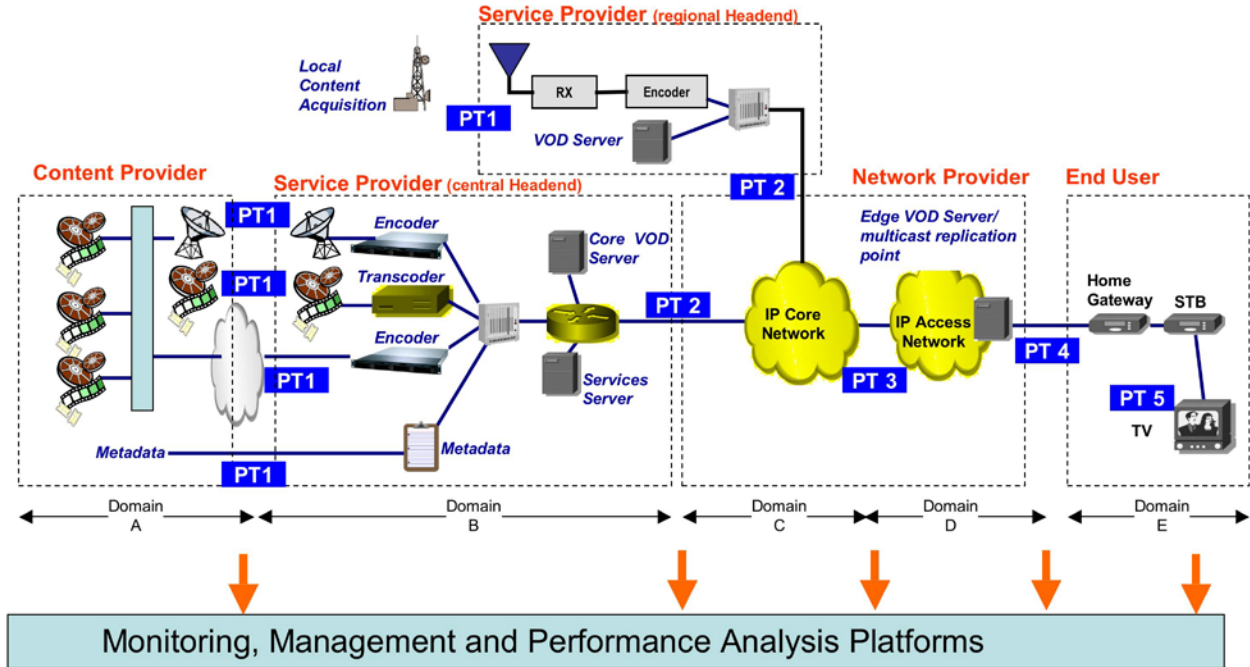 Service Provider (regional Headend)
Local
Content
Acquisition
RX
Encoder
PT1
VOD Server
PT 2
Content Provider
Service Provider (central Headend)
Network Provider
End User
PT1
Encoder
Core VOD
Server
Edge VOD Server/
multicast replication
point
PT1
Transcoder
Home
Gateway
STB
PT 2
IP Core
Network
IP Access
Network
Encoder
PT1
Services
Server
PT 3
PT 4
PT 5
TV
Metadata
Metadata
PT1
Domain
A
Domain
B
Domain
C
Domain
D
Domain
E
Monitoring, Management and Performance Analysis Platforms